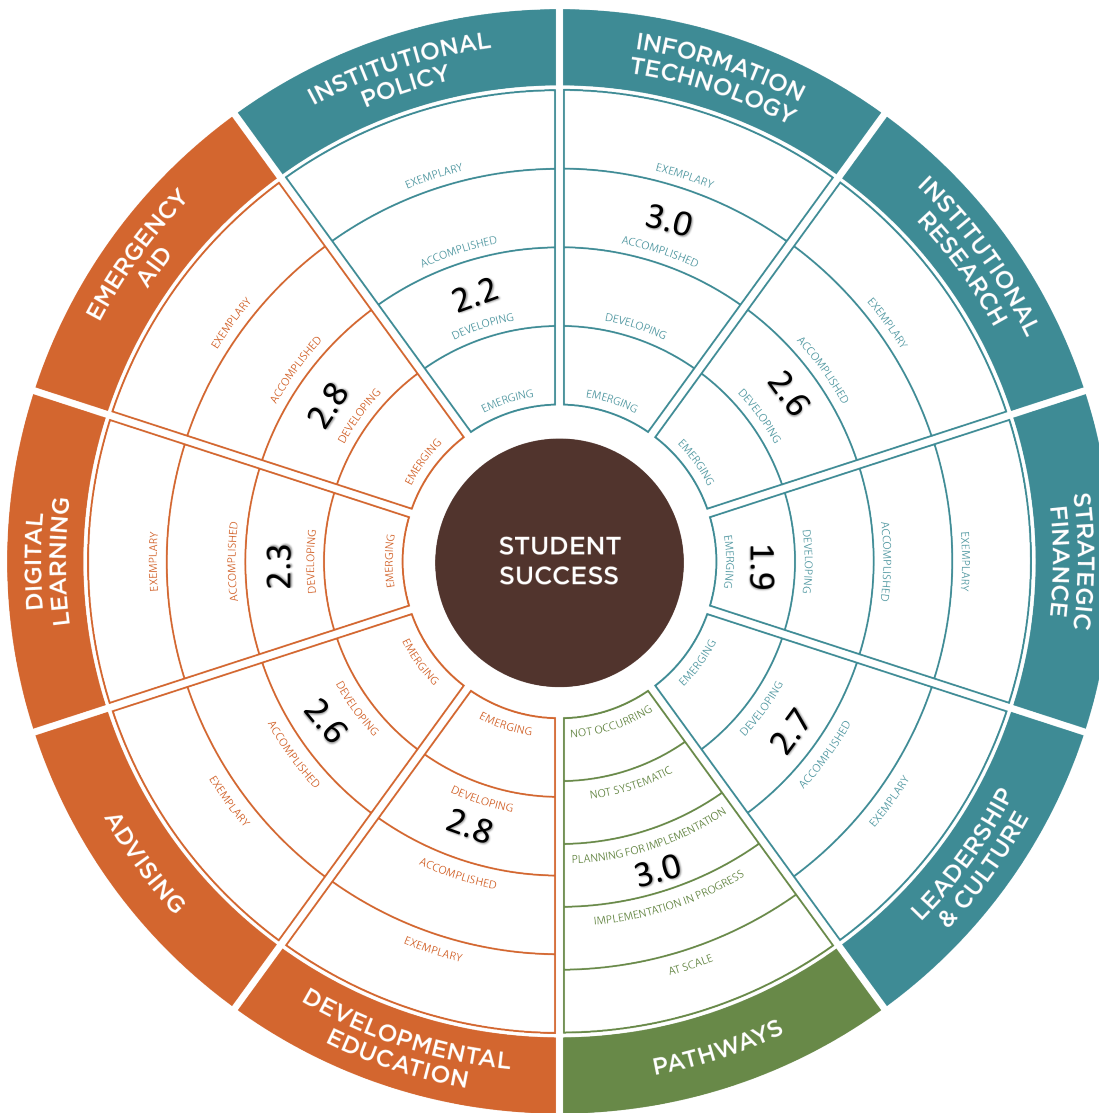 INSTITUTIONAL
POLICY
EXEMPLARY
ACCOMPLISHED
2.2
DEVELOPING
EMERGING
INFORMATION
TECHNOLOGY
EXEMPLARY
3.0
ACCOMPLISHED
DEVELOPING
EMERGING
INSTITUTIONAL
RESEARCH
EXEMPLARY
ACCOMPLISHED
2.6
DEVELOPING
EMERGING
STRATEGIC
FINANCE
EXEMPLARY
ACCOMPLISHED
DEVELOPING
1.9
EMERGING
LEADERSHIP
& CULTURE
EXEMPLARY
ACCOMPLISHED
2.7
DEVELOPING
EMERGING
NOT OCCURRING
NOT SYSTEMATIC
PLANNING FOR IMPLEMENTATION
3.0
IMPLEMENTATION IN PROGRESS
AT SCALE
PATHWAYS
EMERGING
DEVELOPING
2.8
ACCOMPLISHED
EXEMPLARY
DEVELOPMENTAL
EDUCATION
EMERGING
DEVELOPING
2.6
ACCOMPLISHED
EXEMPLARY
ADVISING
DIGITAL
LEARNING
EXEMPLARY
ACCOMPLISHED
2.3
DEVELOPING
EMERGING
EMERGENCY
AID
EXEMPLARY
ACCOMPLISHED
2.8
DEVELOPING
EMERGING
STUDENT
SUCCESS